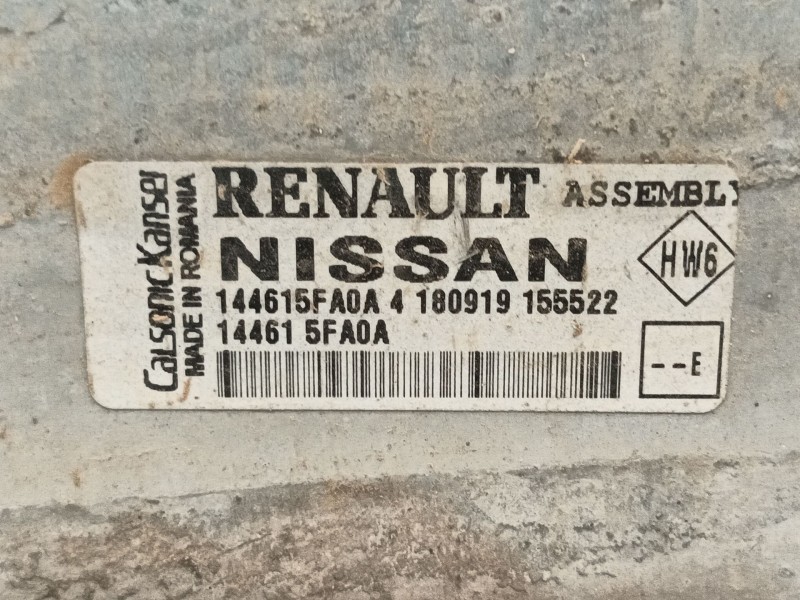 Calsonic Kansei
MADE IN ROMANIA
RENAULT ASSEMBLY
NISSAN
HW6
144615FA0A 4 180919 155522
14461 5FA0A
--E